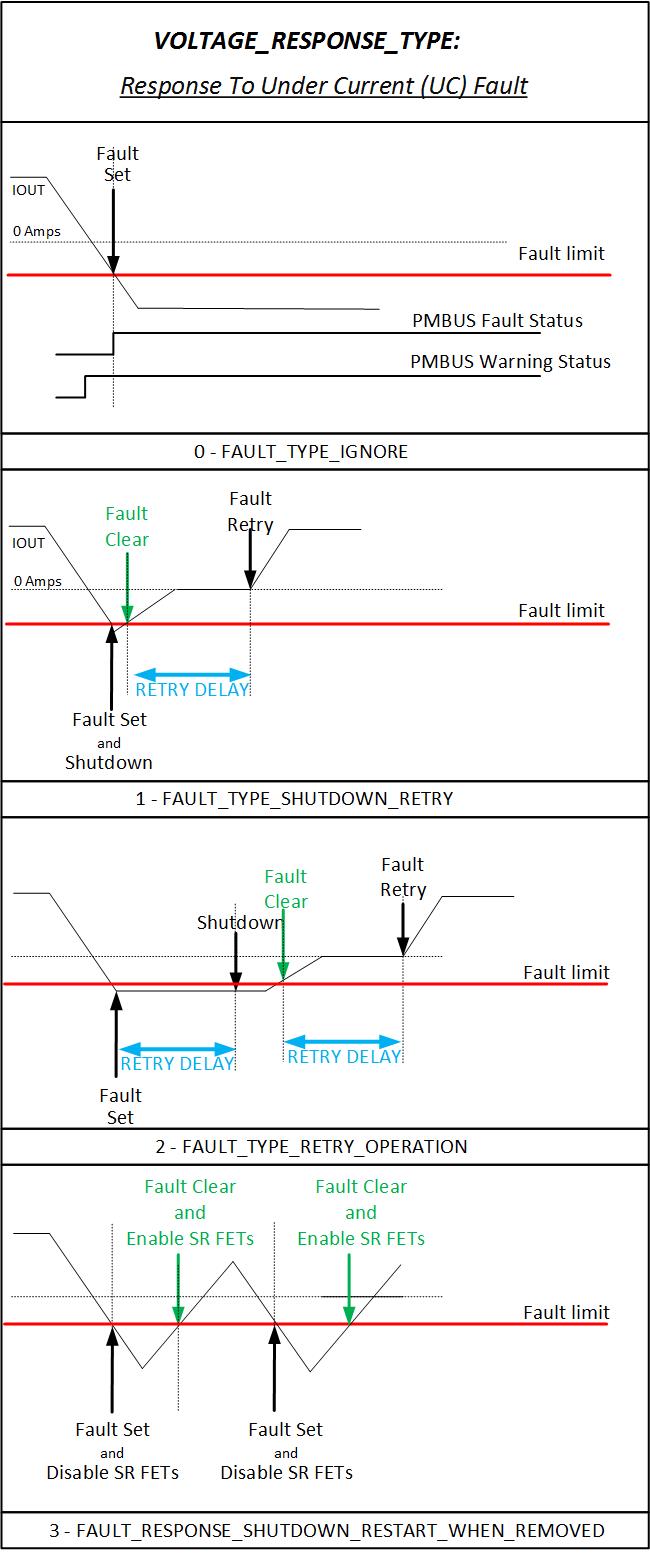 VOLTAGE_RESPONSE_TYPE:
Response To Under Current (UC) Fault
Fault
Set
IOUT
0 Amps
Fault limit
PMBUS Fault Status
PMBUS Warning Status
0 - FAULT_TYPE_IGNORE
Fault
Retry
Fault
Clear
IOUT
0 Amps
Fault limit
RETRY DELAY
Fault Set
and
Shutdown
1 - FAULT_TYPE_SHUTDOWN_RETRY
Fault
Retry
Fault
Clear
Shutdown
Fault limit
RETRY DELAY
RETRY DELAY
Fault
Set
2 - FAULT_TYPE_RETRY_OPERATION
Fault Clear
and
Enable SR FETs
Fault Clear
and
Enable SR FETs
Fault limit
Fault Set
and
Disable SR FETs
Fault Set
and
Disable SR FETs
3 - FAULT_RESPONSE_SHUTDOWN_RESTART_WHEN_REMOVED